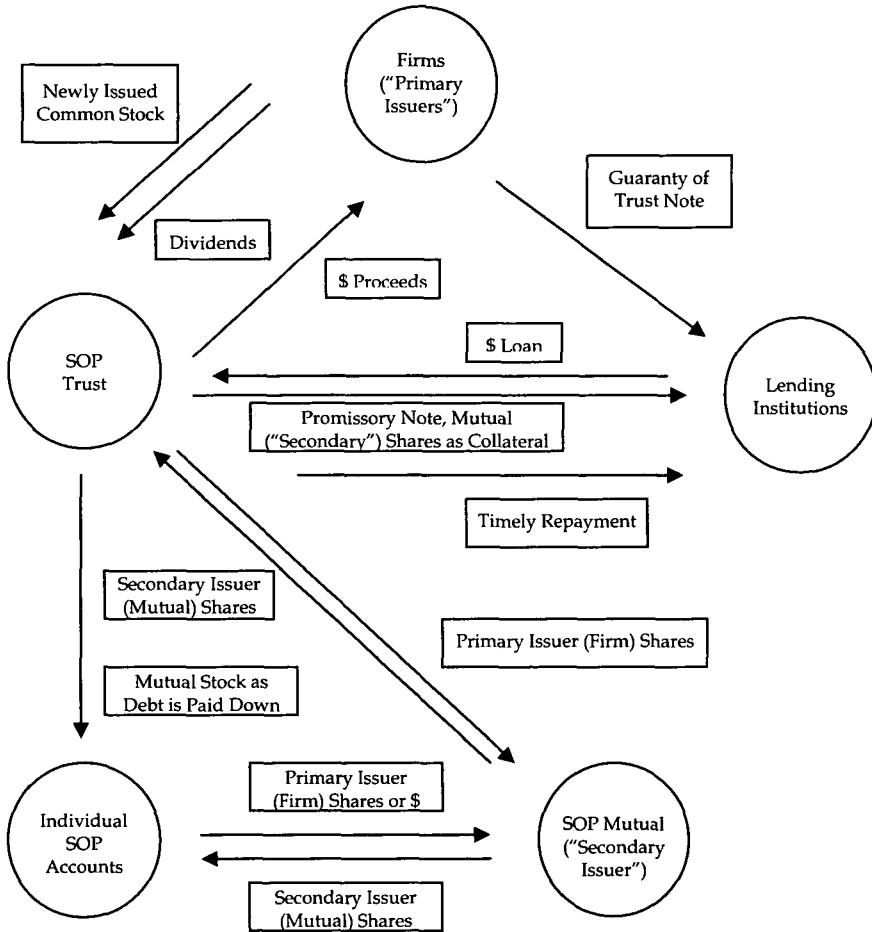 Firms
("Primary
Issuers")
Newly Issued
Common Stock
Guaranty of
Trust Note
Dividends
$ Proceeds
SOP
Trust
$ Loan
Lending
Institutions
Promissory Note, Mutual
("Secondary") Shares as Collateral
Timely Repayment
Secondary Issuer
(Mutual) Shares
Primary Issuer (Firm) Shares
Mutual Stock as
Debt is Paid Down
Primary Issuer
(Firm) Shares or $
Individual
SOP
Accounts
SOP Mutual
("Secondary
Issuer")
Secondary Issuer
(Mutual) Shares